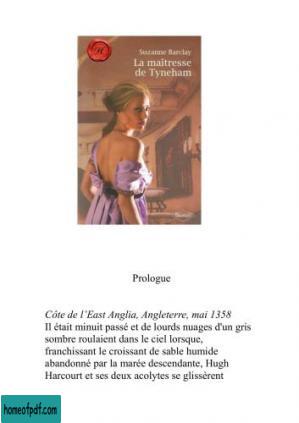 Suzanne Barclay
La maîtresse
de Tyneham
Prologue
Côte de l'East Anglia, Angleterre, mai 1358
Il était minuit passé et de lourds nuages d'un gris
sombre roulaient dans le ciel lorsque,
franchissant le croissant de sable humide
abandonné par la marée descendante, Hugh
Harcourt et ses deux acolytes se glissèrent
homeofpdf.com